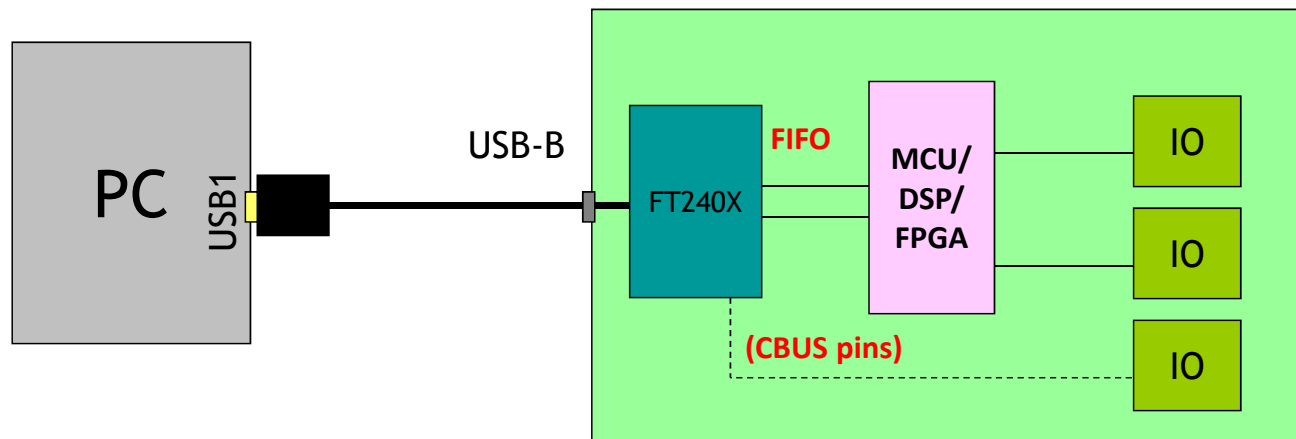 PC
USB1
USB-B
FT240X
FIFO
MCU/
DSP/
FPGA
IO
IO
(CBUS pins)
IO